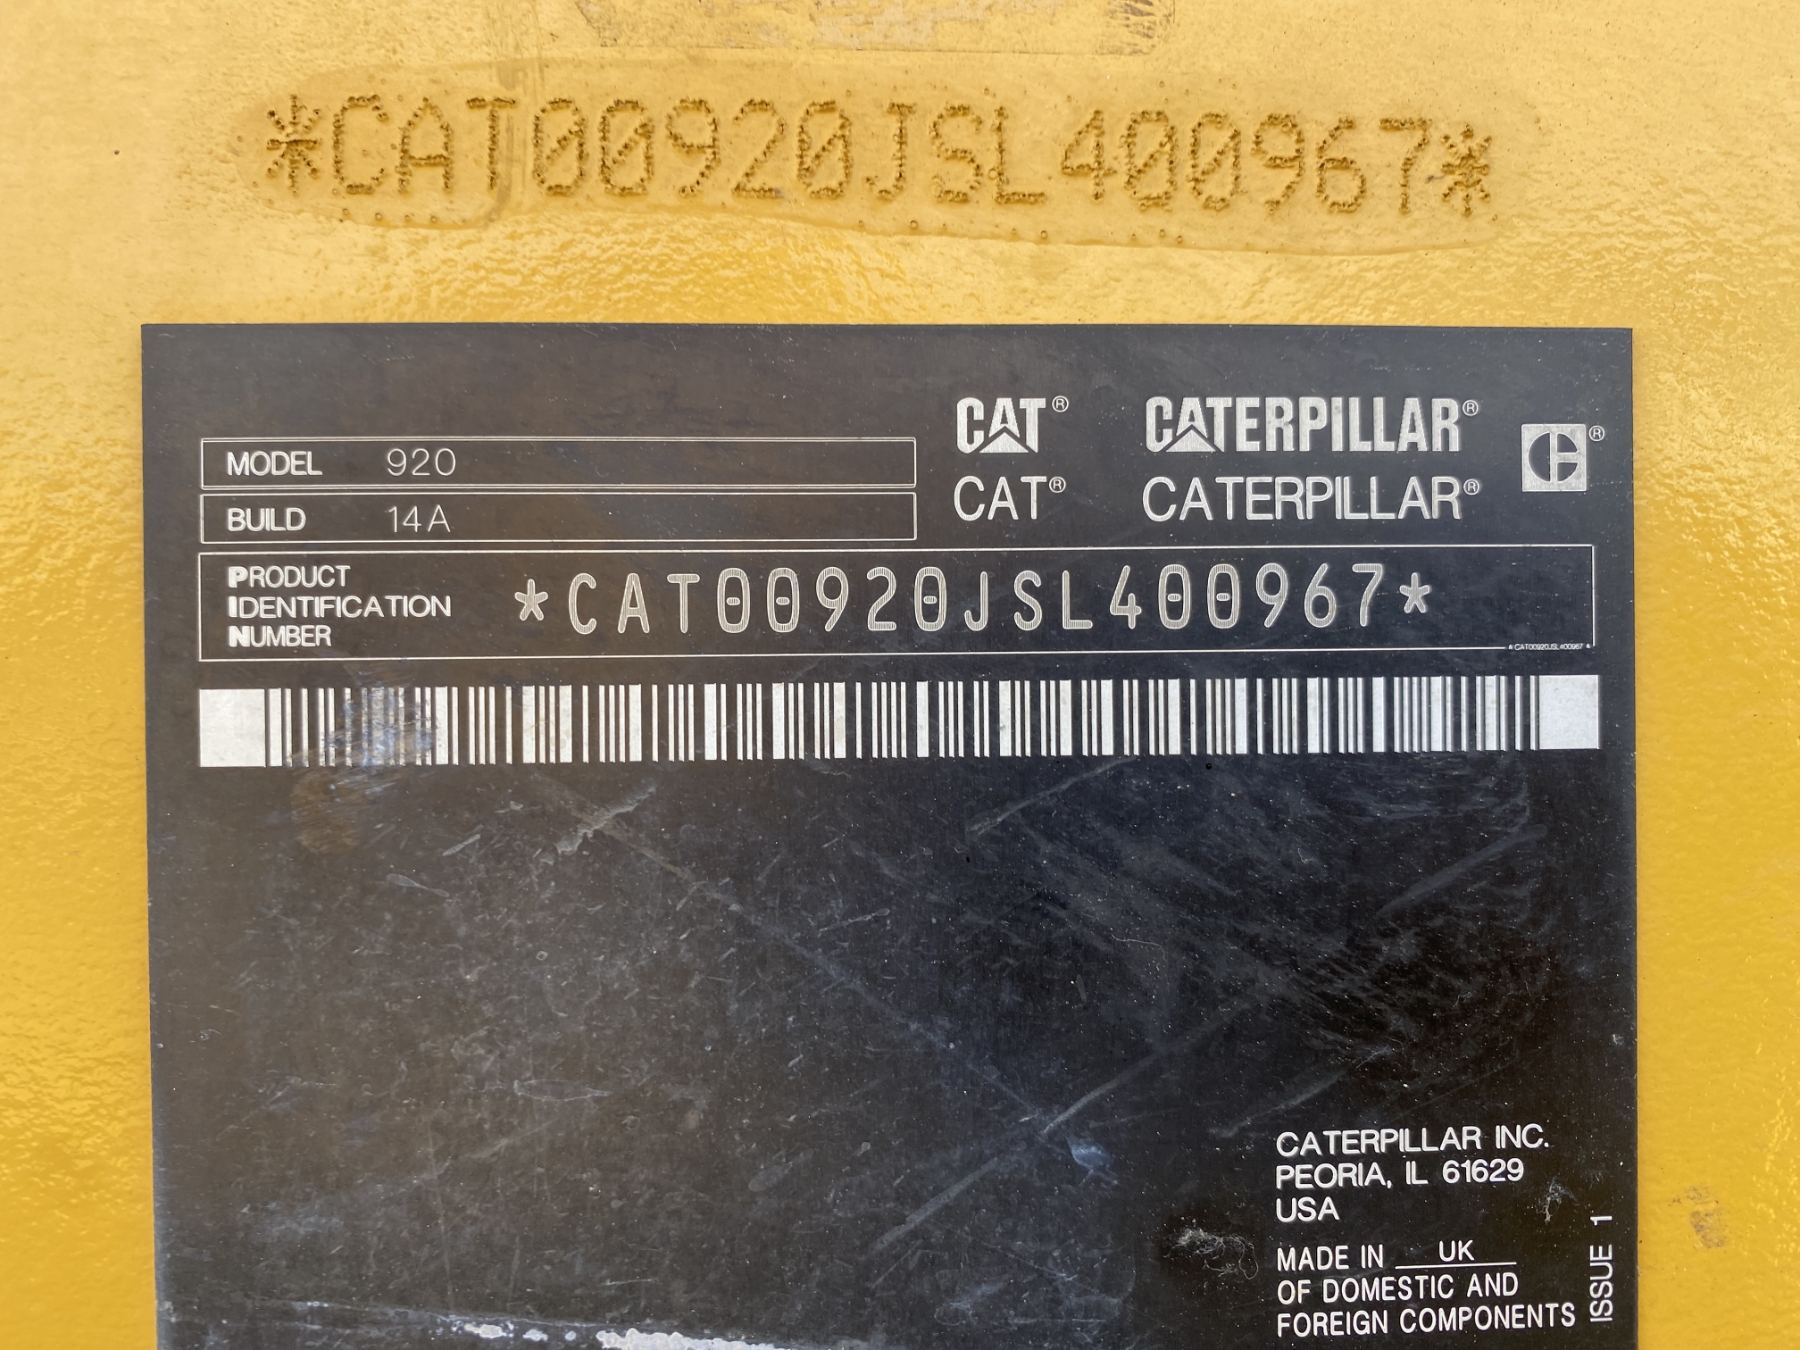 *CAT00920JSL400967*
CAT® CATERPILLAR®
CAT® CATERPILLAR® ®
MODEL 920
BUILD 14A
PRODUCT
IDENTIFICATION
NUMBER
*CAT00920JSL400967*
*CAT00920JSL400967*
CATERPILLAR INC.
PEORIA, IL 61629
USA
MADE IN UK
OF DOMESTIC AND
FOREIGN COMPONENTS
ISSUE 1